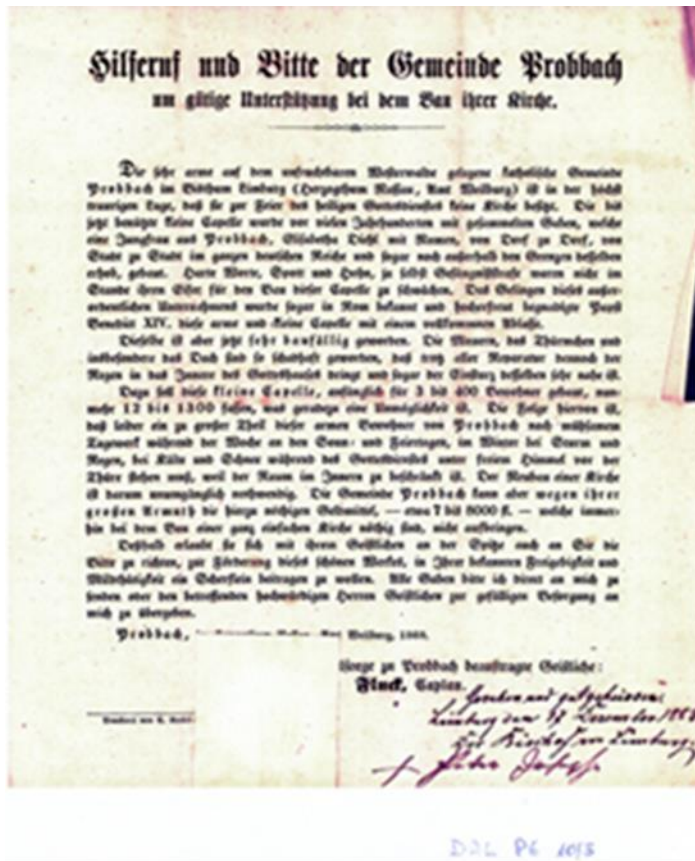 Hilferuf und Bitte der Gemeinde Probbach
um gütige Unterstützung bei dem Bau ihrer Kirche.
Die sehr arme auf dem unfruchtbaren Westerwalde gelegene katholische Gemeinde
Probbach im Bisthum Limburg (Herzogthum Nassau, Amt Weilburg) ist in der höchst
traurigen Lage, daß sie zur Feier des heiligen Gottesdienstes keine Kirche besitzt. Die bis
jetzt benützte kleine Capelle wurde vor vielen Jahrhunderten mit gesammelten Gaben, welche
eine Jungfrau aus Probbach, Elisabetha mit Namen, von Dorf zu Dorf, von
Stadt zu Stadt im ganzen deutschen Reiche und sogar noch außerhalb den Grenzen desselben
erhob, gebaut. Harte Worte, Spott und Hohn, ja selbst Gefängnißstrafe waren nicht im
Stande ihren Eifer für den Bau dieser Capelle zu schwächen. Das Gelingen dieses außer-
ordentlichen Unternehmens wurde sogar in Rom bekannt und hocherfreut begnadigte Papst
Benedikt XIV. diese arme und kleine Capelle mit einem vollkommenen Ablasse.
Dieselbe ist aber jetzt sehr baufällig geworden. Die Mauern, das Thürmchen und
insbesondere das Dach sind so schadhaft geworden, daß trotz aller Reparatur dennoch der
Regen in das Innere des Gotteshauses dringt und sogar der Einsturz desselben sehr nahe ist.
Dazu soll diese kleine Capelle, anfänglich für 3 bis 400 Bewohner gebaut, nun-
mehr 12 bis 1300 fassen, was geradezu eine Unmöglichkeit ist. Die Folge hiervon ist,
daß leider ein zu großer Theil dieser armen Bewohner von Probbach nach mühsamem
Tagewerk während der Woche an den Sonn- und Feiertagen, im Winter bei Sturm und
Regen, bei Kälte und Schnee während des Gottesdienstes unter freiem Himmel vor der
Thüre stehen muß, weil der Raum im Innern zu beschränkt ist. Der Neubau einer Kirche
ist darum unumgänglich nothwendig. Die Gemeinde Probbach kann aber wegen ihrer
großen Armuth die hierzu nöthigen Geldmittel, — etwa 7 bis 8000 fl. — welche immer-
hin bei dem Bau einer ganz einfachen Kirche nöthig sind, nicht aufbringen.
Deßhalb erlaubt sie sich mit ihrem Geistlichen an der Spitze auch an Sie die
Bitte zu richten, zur Förderung dieses schönen Werkes, in Ihrer bekannten Freigebigkeit und
Mildthätigkeit ein Scherflein beitragen zu wollen. Alle Gaben bitte ich direct an mich zu
senden oder den betreffenden hochwürdigen Herren Geistlichen zur gefälligen Besorgung an
mich zu übergeben.
Probbach, Weilburg,
zu Probbach beauftragte Geistliche:
Finck, Caplan.
Limburg den
Limburg
+ Peter Joseph
DAL P6 10/3